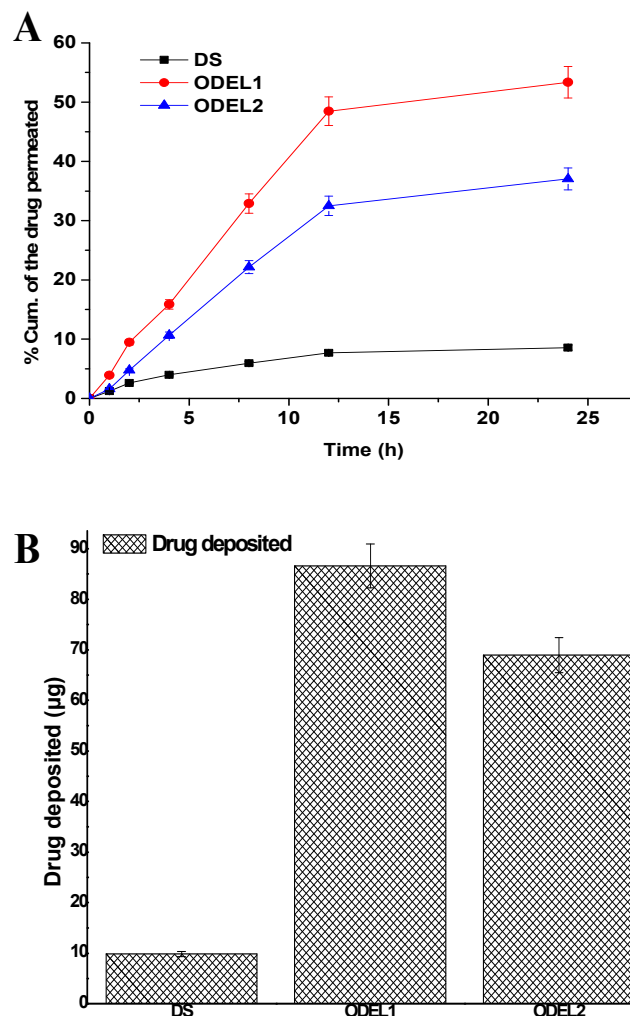 A
60
50
40
30
20
10
0
% Cum. of the drug permeated
DS
ODEL1
ODEL2
0 5 10 15 20 25
Time (h)
B
Drug deposited
90
80
70
60
50
40
30
20
10
0
Drug deposited (µg)
DS ODEL1 ODEL2